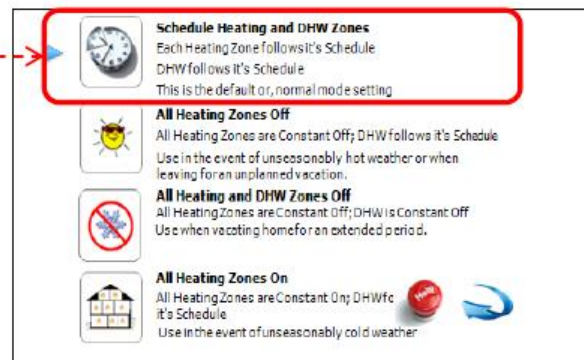 Schedule Heating and DHW Zones
Each Heating Zone follows it's Schedule
DHW follows it's Schedule
This is the default or, normal mode setting
All Heating Zones Off
All Heating Zones are Constant Off; DHW follows it's Schedule
Use in the event of unseasonably hot weather or when
leaving for an unplanned vacation.
All Heating and DHW Zones Off
All Heating Zones are Constant Off; DHW is Constant Off
Use when vacating home for an extended period.
All Heating Zones On
All Heating Zones are Constant On; DHW fo
it's Schedule
Use in the event of unseasonably cold weather
Help